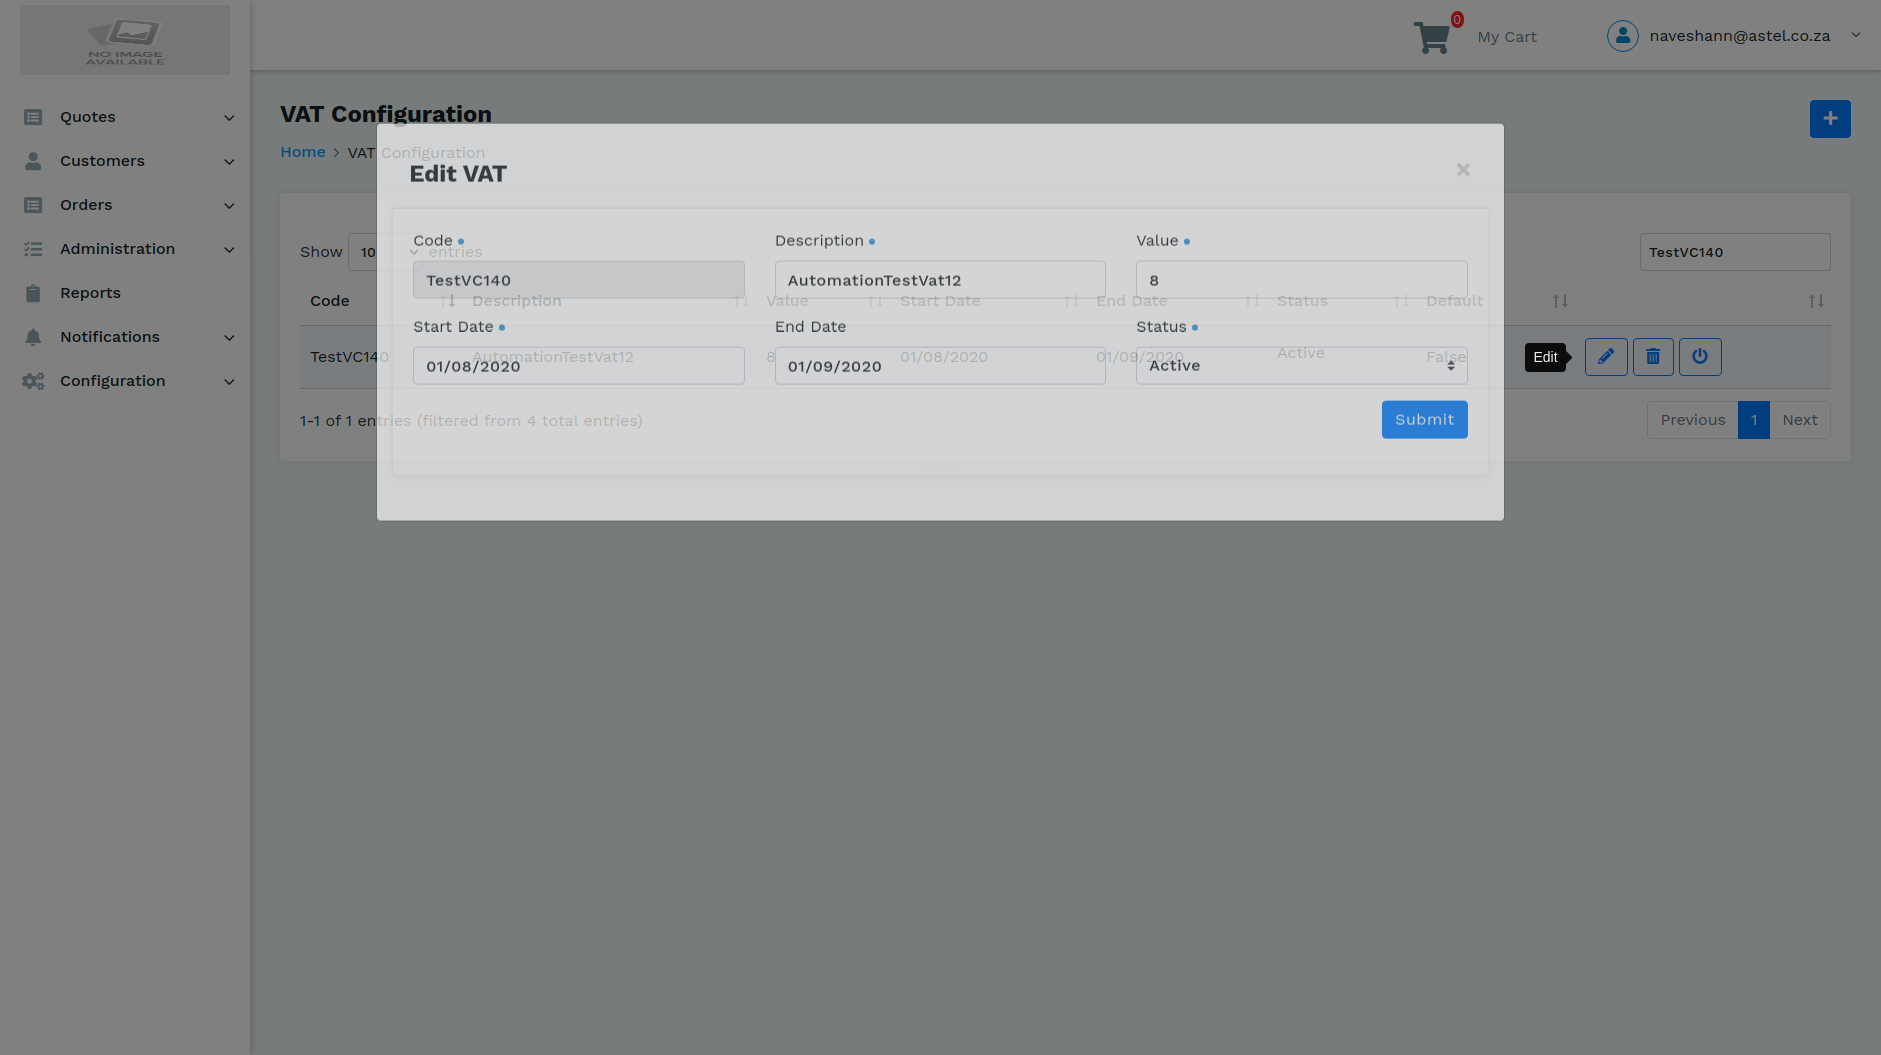 NO IMAGE
AVAILABLE
0
My Cart
naveshann@astel.co.za
Quotes
Customers
Orders
Administration
Reports
Notifications
Configuration
VAT Configuration
Home > VAT Configuration
Show 10 entries
TestVC140
Code Description Value Start Date End Date Status Default
TestVC140 AutomationTestVat12 8 01/08/2020 01/09/2020 Active False
Edit
1-1 of 1 entries (filtered from 4 total entries)
Previous 1 Next
Edit VAT
×
Code Description Value
TestVC140 AutomationTestVat12 8
Start Date End Date Status
01/08/2020 01/09/2020 Active
Submit